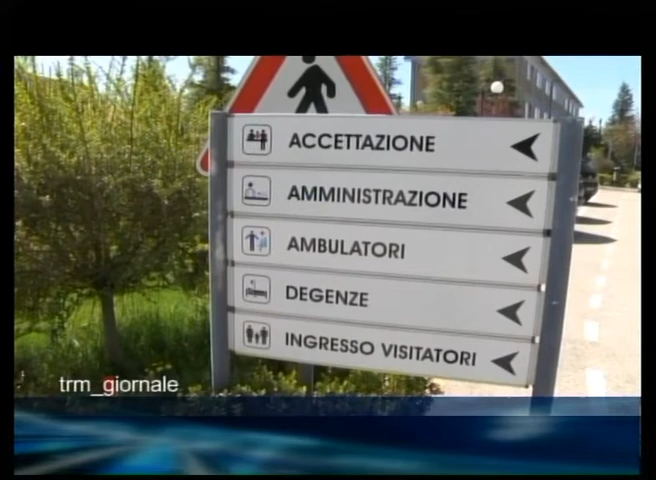 ACCETTAZIONE
AMMINISTRAZIONE
AMBULATORI
DEGENZE
INGRESSO VISITATORI
trm_giornale